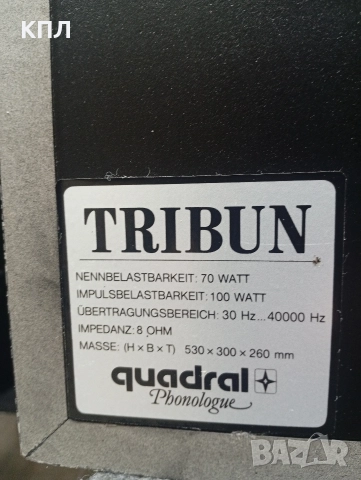 КПЛ
TRIBUN
NENNBELASTBARKEIT: 70 WATT
IMPULSBELASTBARKEIT: 100 WATT
ÜBERTRAGUNGSBEREICH: 30 Hz... 40000 Hz
IMPEDANZ: 8 OHM
MASSE: (H × B × T) 530 × 300 × 260 mm
quadral
Phonologue
BAZAR